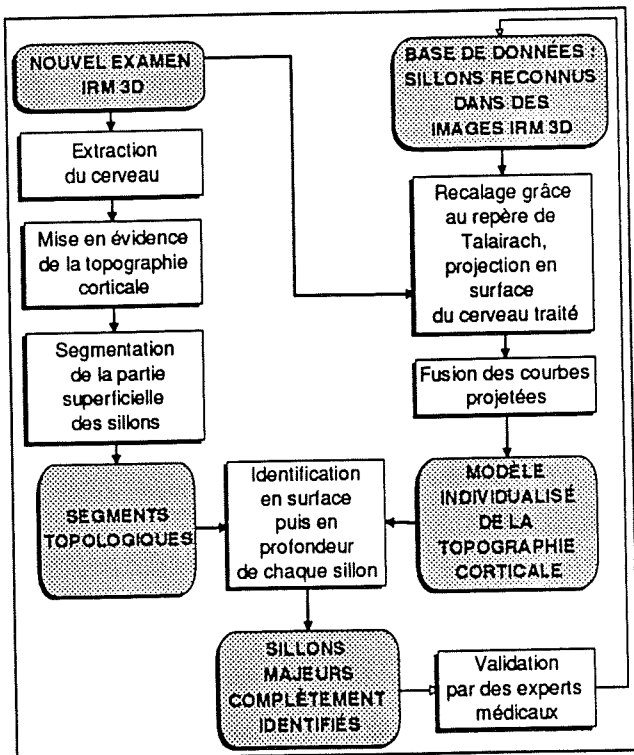 NOUVEL EXAMEN
IRM 3D
Extraction
du cerveau
Mise en évidence
de la topographie
corticale
Segmentation
de la partie
superficielle
des sillons
SEGMENTS
TOPOLOGIQUES
BASE DE DONNÉES :
SILLONS RECONNUS
DANS DES
IMAGES IRM 3D
Recalage grâce
au repère de
Talairach,
projection en
surface
du cerveau traité
Fusion des courbes
projetées
MODÈLE
INDIVIDUALISÉ
DE LA
TOPOGRAPHIE
CORTICALE
Identification
en surface
puis en
profondeur
de chaque sillon
SILLONS
MAJEURS
COMPLÈTEMENT
IDENTIFIÉS
Validation
par des experts
médicaux